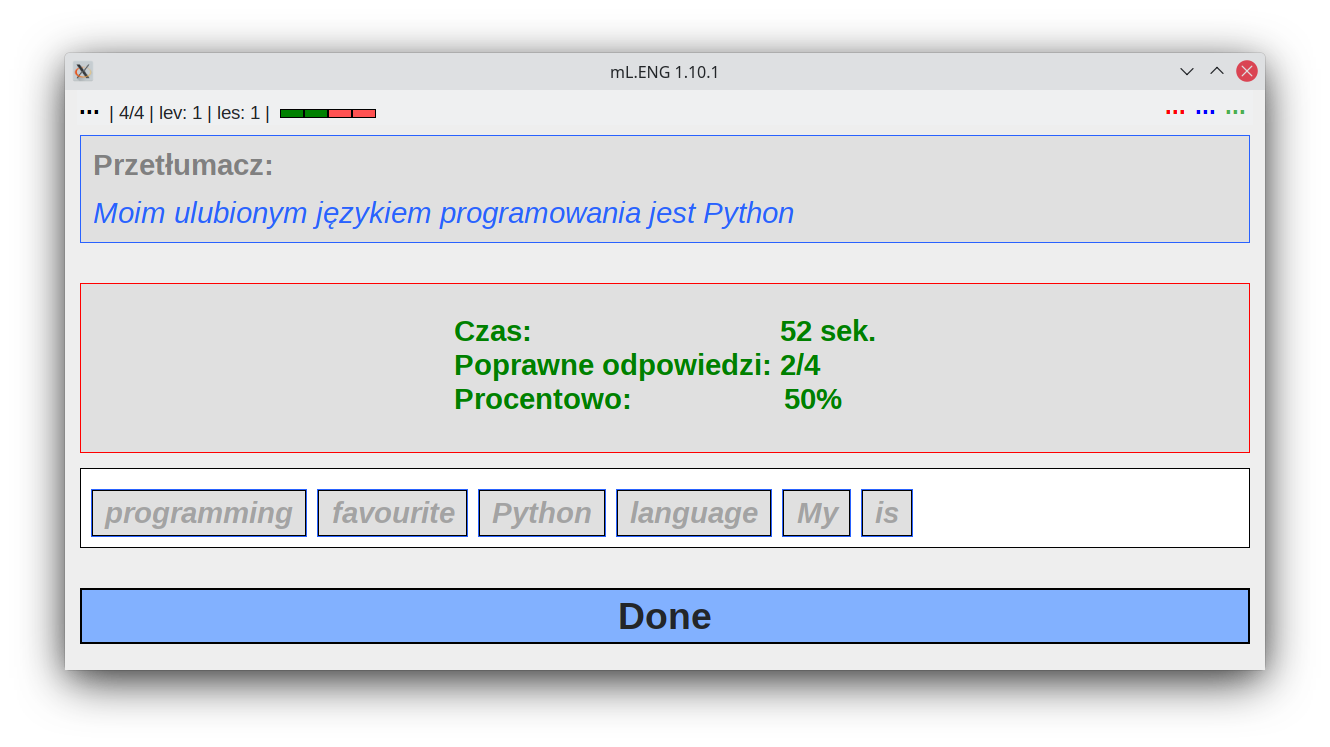 mL.ENG 1.10.1
... | 4/4 | lev: 1 | les: 1 | ... ... ...
Przetłumacz:
Moim ulubionym językiem programowania jest Python
Czas: 52 sek.
Poprawne odpowiedzi: 2/4
Procentowo: 50%
programming favourite Python language My is
Done